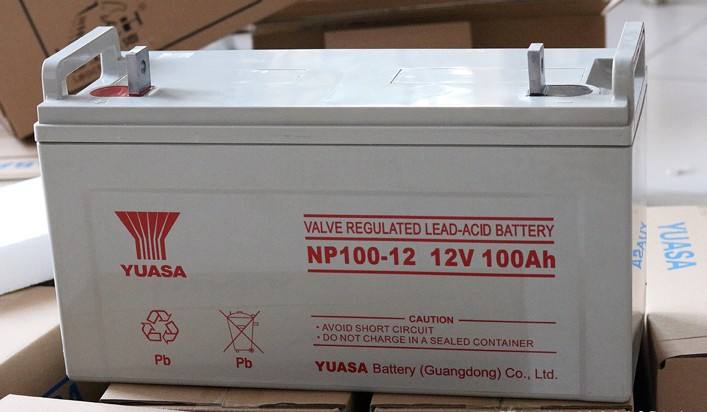 YUASA
VALVE REGULATED LEAD-ACID BATTERY
NP100-12 12V 100Ah
Pb
Pb
CAUTION
• AVOID SHORT CIRCUIT
• DO NOT CHARGE IN A SEALED CONTAINER
YUASA Battery (Guangdong) Co., Ltd.
YUASA